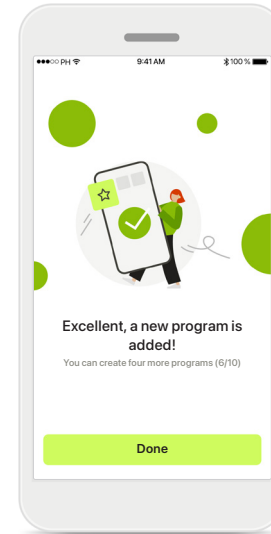 PH 9:41 AM 100 %
Excellent, a new program is
added!
You can create four more programs (6/10)
Done